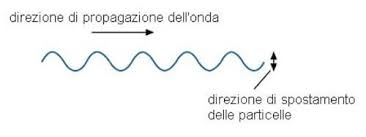 direzione di propagazione dell'onda
direzione di spostamento
delle particelle